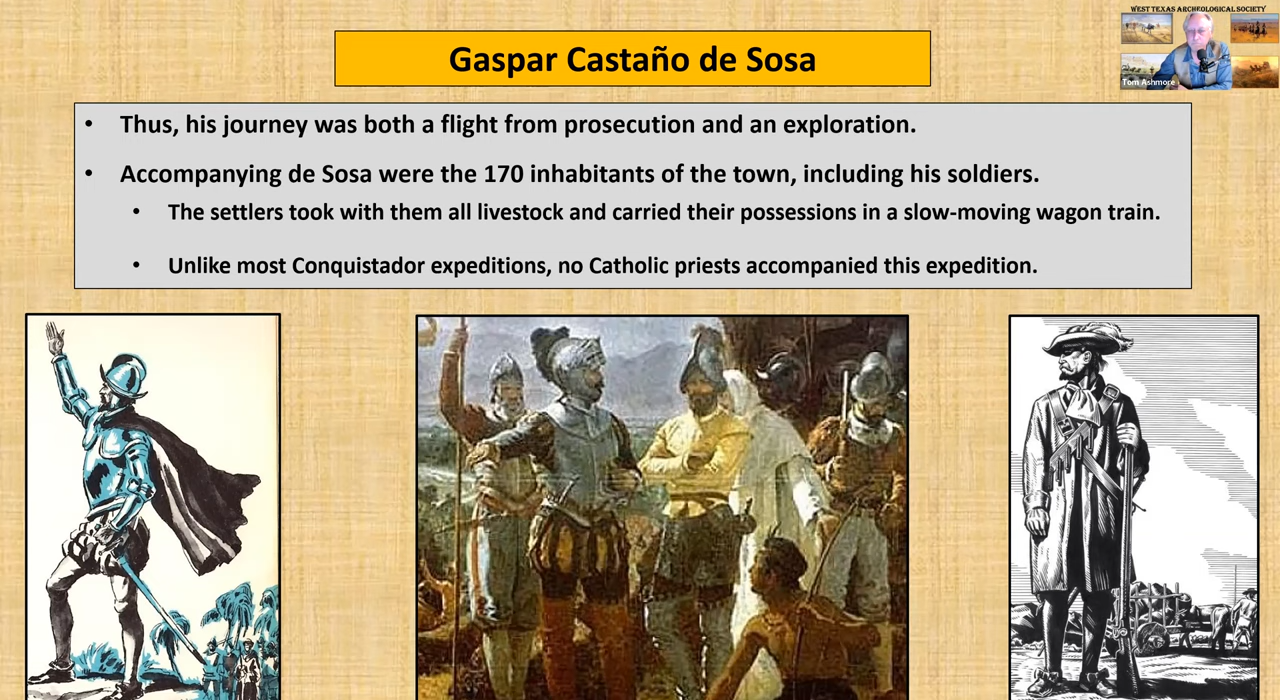 WEST TEXAS ARCHEOLOGICAL SOCIETY
Tom Ashmore
Gaspar Castaño de Sosa
• Thus, his journey was both a flight from prosecution and an exploration.
• Accompanying de Sosa were the 170 inhabitants of the town, including his soldiers.
• The settlers took with them all livestock and carried their possessions in a slow-moving wagon train.
• Unlike most Conquistador expeditions, no Catholic priests accompanied this expedition.